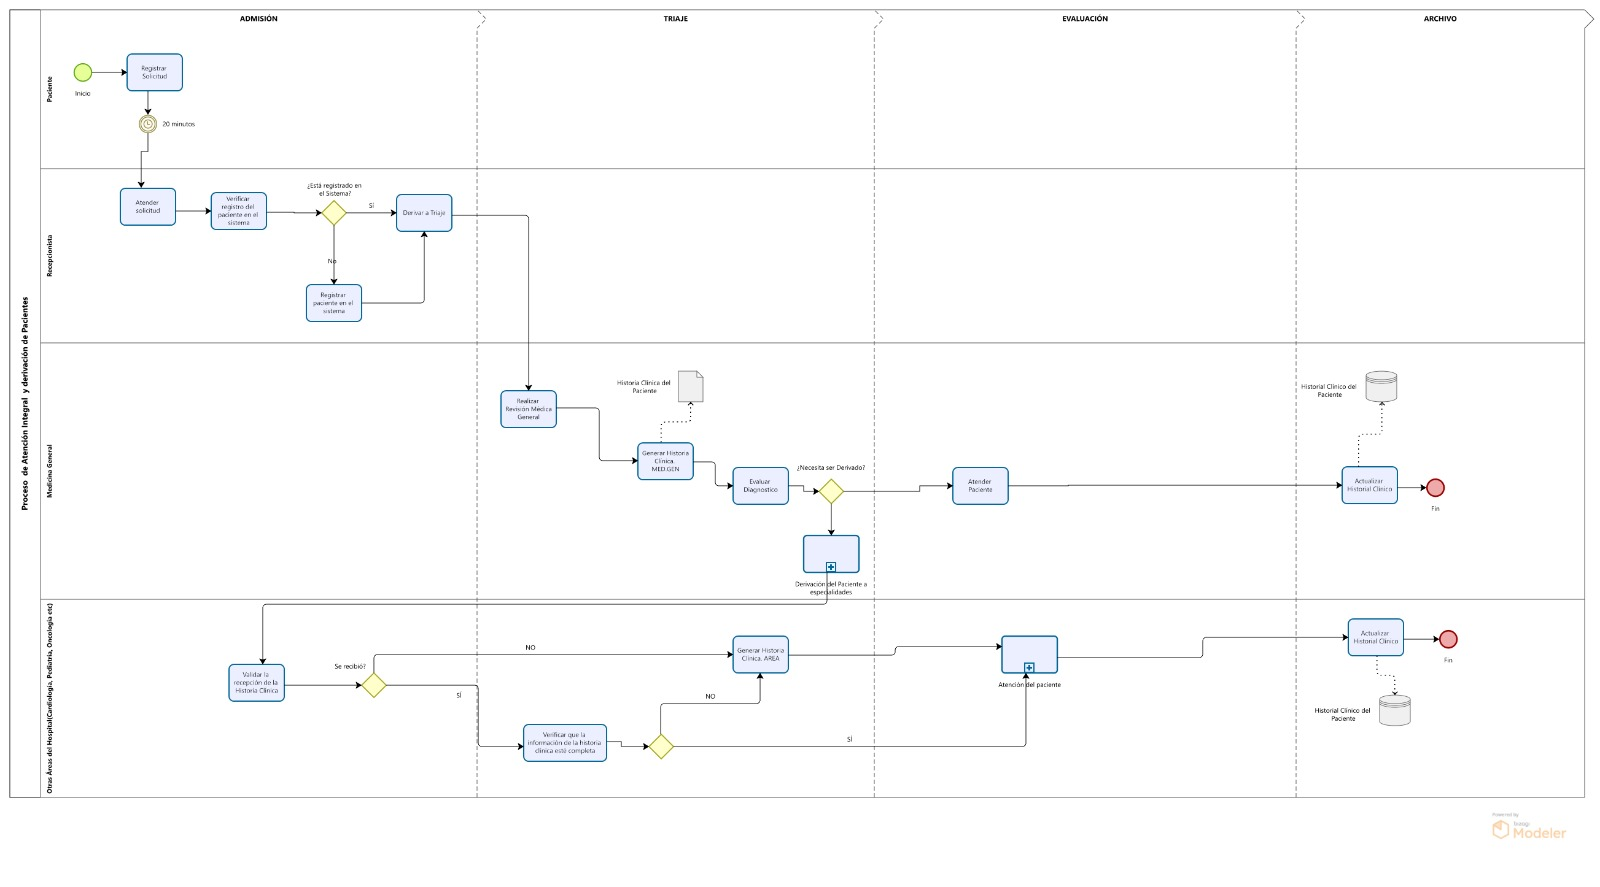 ADMISIÓN
TRIAJE
EVALUACIÓN
ARCHIVO
Proceso de Atención Integral y derivación de Pacientes
Paciente
Inicio
Registrar
Solicitud
20 minutos
Recepcionista
Atender
solicitud
Verificar
registro del
paciente en el
sistema
¿Está registrado en
el Sistema?
Sí
No
Derivar a Triaje
Registrar
paciente en el
sistema
Medicina General
Realizar
Revisión Médica
General
Historia Clinica del
Paciente
Generar Historia
Clínica.
MED.GEN
Evaluar
Diagnostico
¿Necesita ser Derivado?
Derivación del Paciente a
especialidades
Atender
Paciente
Historial Clínico del
Paciente
Actualizar
Historial Clínico
Fin
Otras Áreas del Hospital(Cardiología, Pediatria, Oncología etc)
Validar la
recepción de la
Historia Clínica
Se recibió?
NO
SÍ
Verificar que la
información de la historia
clínica esté completa
NO
SÍ
Generar Historia
Clínica. AREA
Atención del paciente
Actualizar
Historial Clínico
Fin
Historial Clínico del
Paciente
Powered by
bizagi
Modeler